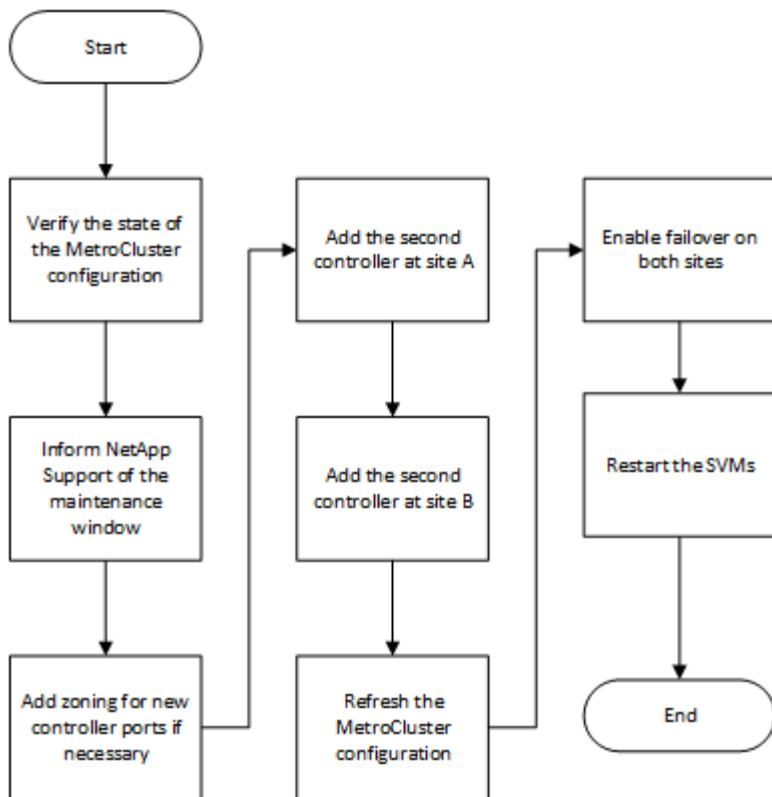 Start
Verify the state of
the MetroCluster
configuration
Inform NetApp
Support of the
maintenance
window
Add zoning for new
controller ports if
necessary
Add the second
controller at site A
Add the second
controller at site B
Refresh the
MetroCluster
configuration
Enable failover on
both sites
Restart the SVMs
End